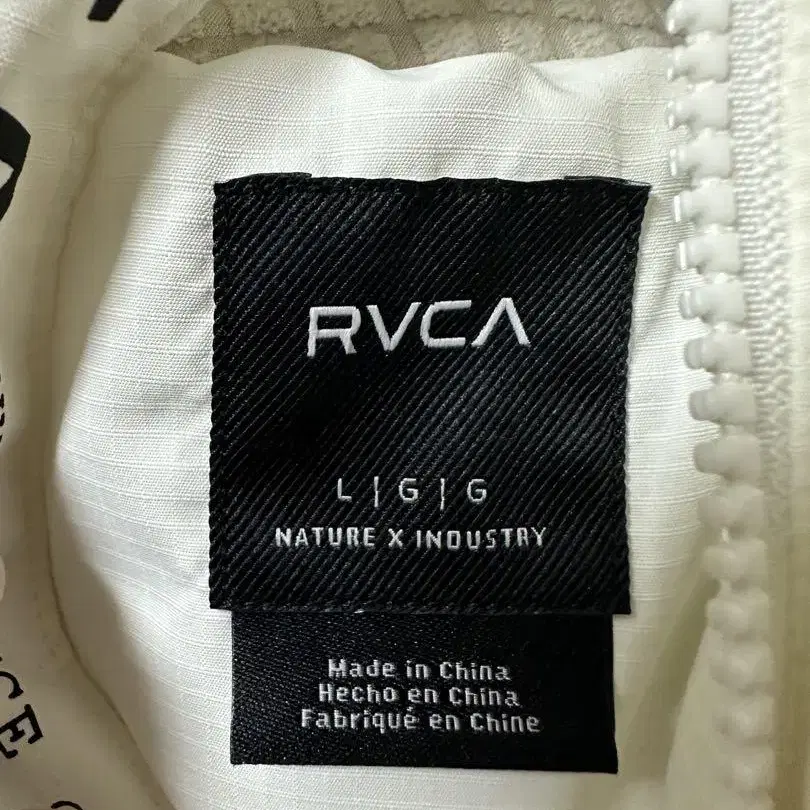 RVCA
L | G | G
NATURE X INDUSTRY
Made in China
Hecho en China
Fabriqué en Chine